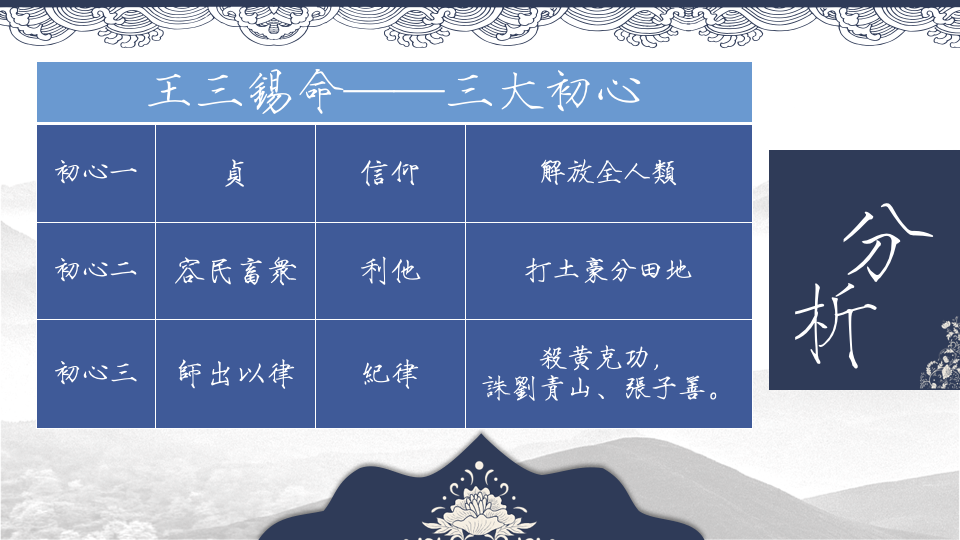 王三錫命——三大初心
初心一 貞 信仰 解放全人類
初心二 容民畜衆 利他 打土豪分田地
初心三 師出以律 紀律 殺黃克功，
誅劉青山、張子善。
分
析